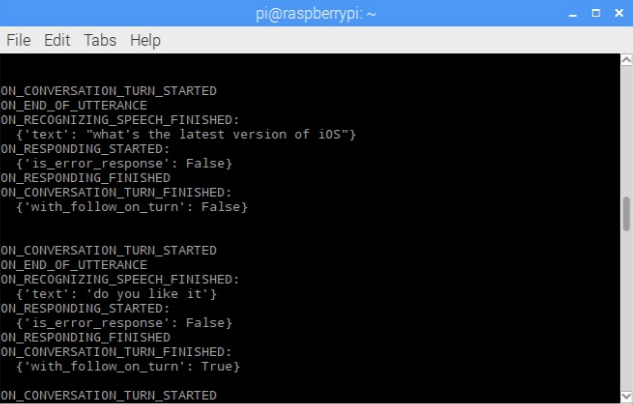 pi@raspberrypi: ~
File Edit Tabs Help
ON_CONVERSATION_TURN_STARTED
ON_END_OF_UTTERANCE
ON_RECOGNIZING_SPEECH_FINISHED:
  {'text': "what's the latest version of iOS"}
ON_RESPONDING_STARTED:
  {'is_error_response': False}
ON_RESPONDING_FINISHED
ON_CONVERSATION_TURN_FINISHED:
  {'with_follow_on_turn': False}
ON_CONVERSATION_TURN_STARTED
ON_END_OF_UTTERANCE
ON_RECOGNIZING_SPEECH_FINISHED:
  {'text': 'do you like it'}
ON_RESPONDING_STARTED:
  {'is_error_response': False}
ON_RESPONDING_FINISHED
ON_CONVERSATION_TURN_FINISHED:
  {'with_follow_on_turn': True}
ON_CONVERSATION_TURN_STARTED